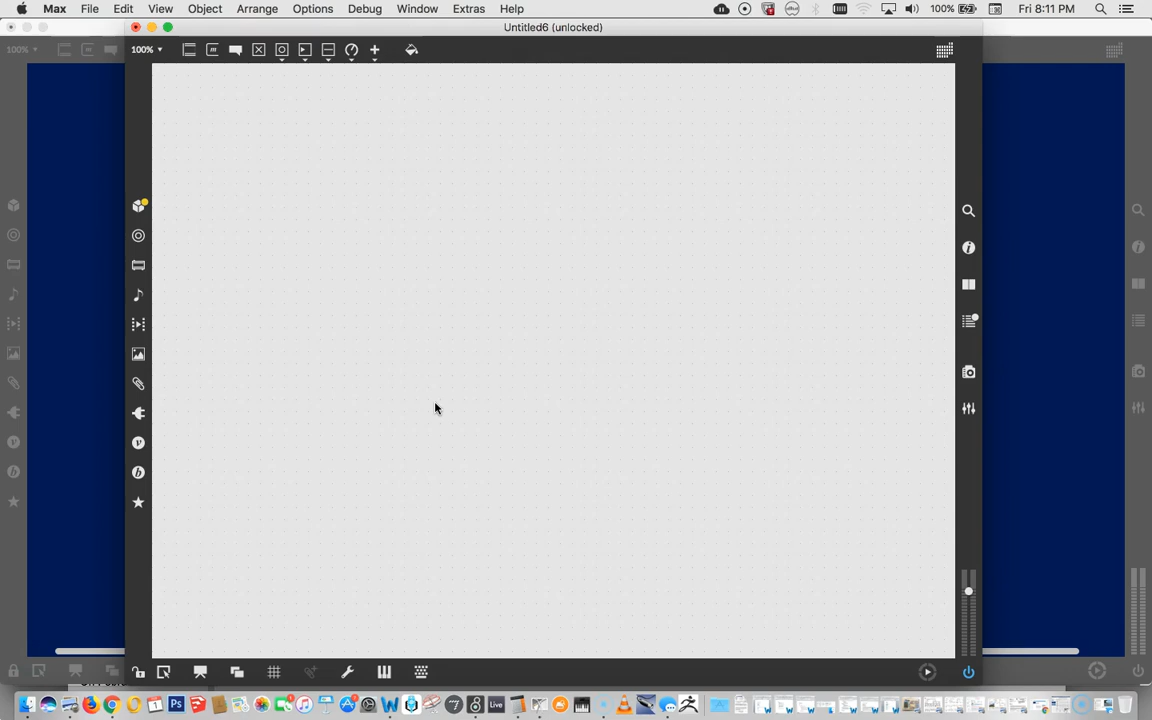 Max File Edit View Object Arrange Options Debug Window Extras Help 100% Fri 8:11 PM
Untitled6 (unlocked)
100% 100%